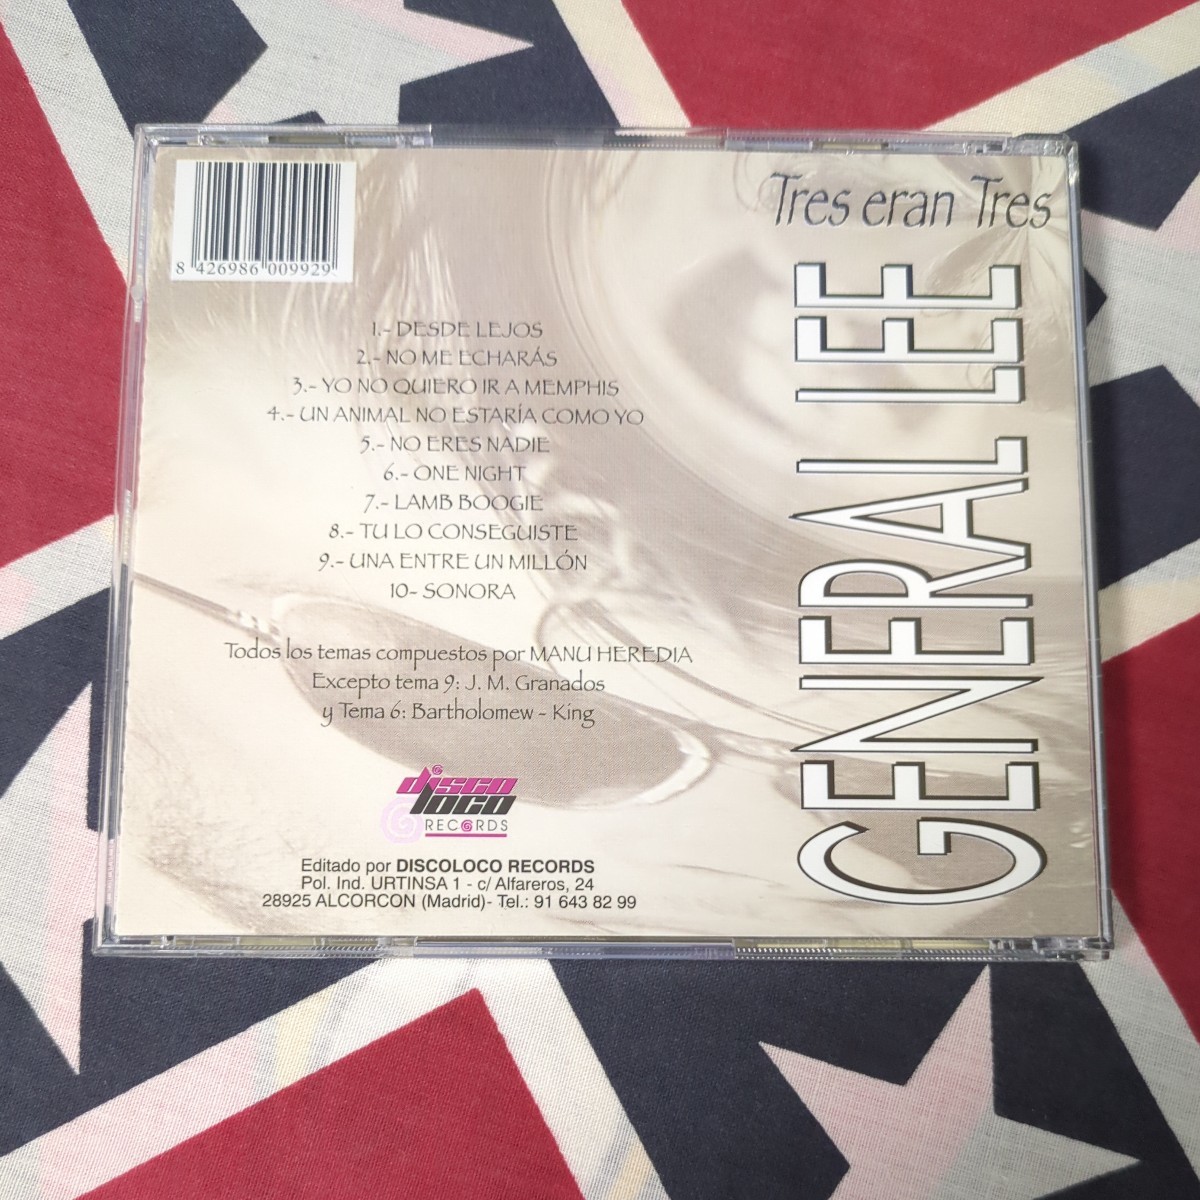 8 426986 009929
Tres eran Tres
GENERAL LEE
1.- DESDE LEJOS
2.- NO ME ECHARÁS
3.- YO NO QUIERO IR A MEMPHIS
4.- UN ANIMAL NO ESTARÍA COMO YO
5.- NO ERES NADIE
6.- ONE NIGHT
7.- LAMB BOOGIE
8.- TU LO CONSEGUISTE
9.- UNA ENTRE UN MILLÓN
10- SONORA
Todos los temas compuestos por MANU HEREDIA
Excepto tema 9: J. M. Granados
y Tema 6: Bartholomew - King
disco
loco
RECORDS
Editado por DISCOLOCO RECORDS
Pol. Ind. URTINSA 1 - c/ Alfareros, 24
28925 ALCORCON (Madrid)- Tel.: 91 643 82 99